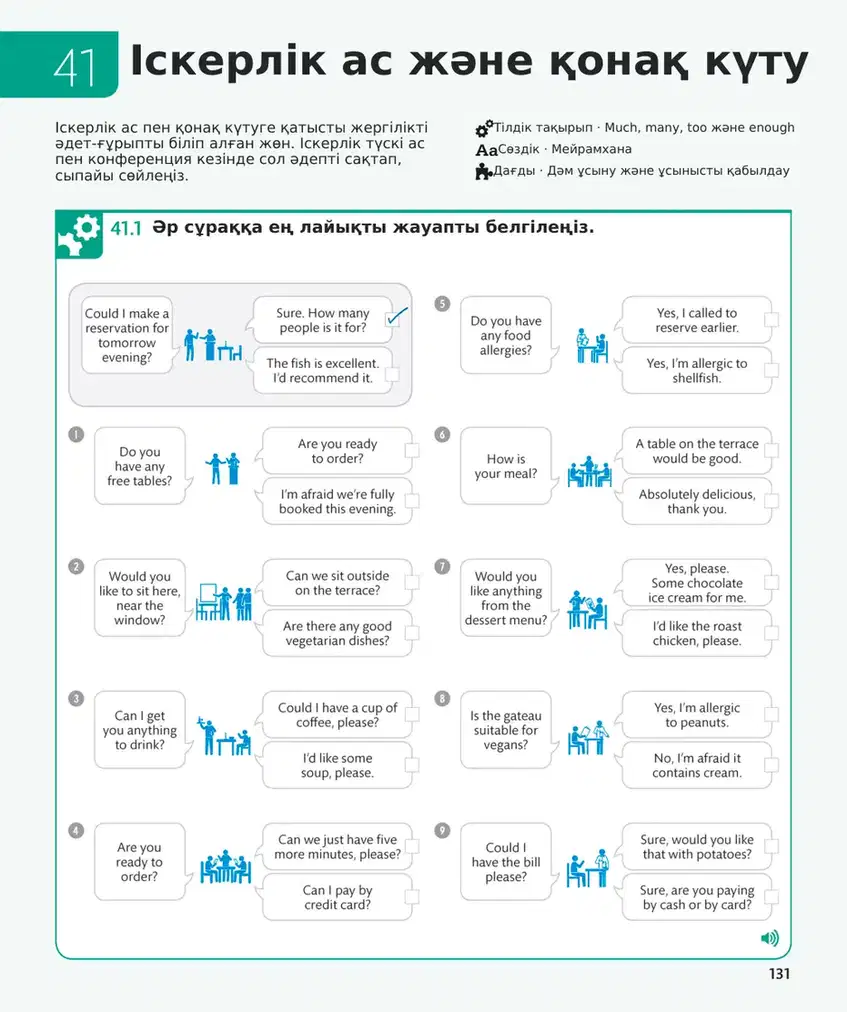 41
Іскерлік ас және қонақ күту
Іскерлік ас пен қонақ күтуге қатысты жергілікті
әдет-ғұрыпты біліп алған жөн. Іскерлік түскі ас
пен конференция кезінде сол әдепті сақтап,
сыпайы сөйлеңіз.
Тілдік тақырып · Much, many, too және enough
Aa Сөздік · Мейрамхана
Дағды · Дәм ұсыну және ұсынысты қабылдау
41.1 Әр сұраққа ең лайықты жауапты белгілеңіз.
Could I make a
reservation for
tomorrow
evening?
Sure. How many
people is it for?
The fish is excellent.
I'd recommend it.
1
Do you
have any
free tables?
Are you ready
to order?
I'm afraid we're fully
booked this evening.
2
Would you
like to sit here,
near the
window?
Can we sit outside
on the terrace?
Are there any good
vegetarian dishes?
3
Can I get
you anything
to drink?
Could I have a cup of
coffee, please?
I'd like some
soup, please.
4
Are you
ready to
order?
Can we just have five
more minutes, please?
Can I pay by
credit card?
5
Do you have
any food
allergies?
Yes, I called to
reserve earlier.
Yes, I'm allergic to
shellfish.
6
How is
your meal?
A table on the terrace
would be good.
Absolutely delicious,
thank you.
7
Would you
like anything
from the
dessert menu?
Yes, please.
Some chocolate
ice cream for me.
I'd like the roast
chicken, please.
8
Is the gateau
suitable for
vegans?
Yes, I'm allergic
to peanuts.
No, I'm afraid it
contains cream.
9
Could I
have the bill
please?
Sure, would you like
that with potatoes?
Sure, are you paying
by cash or by card?
131